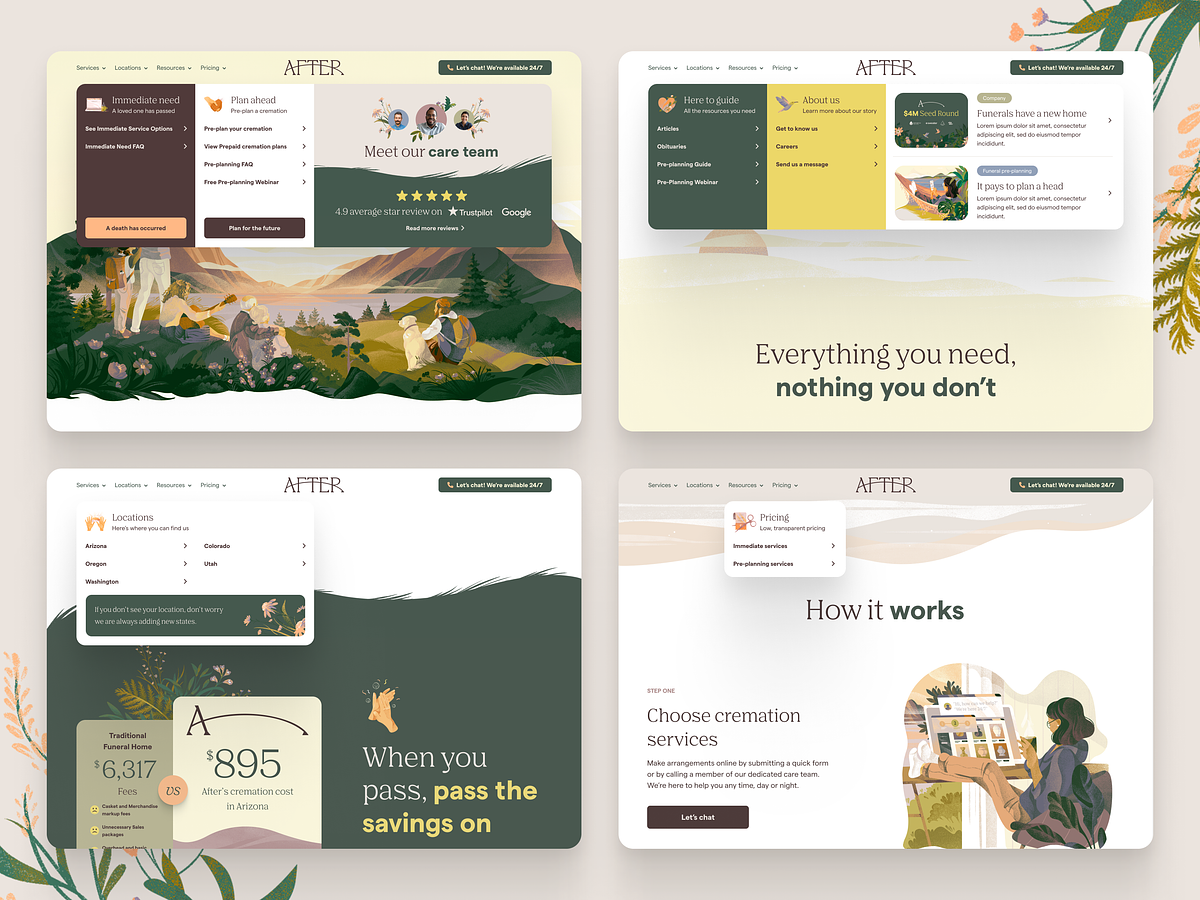 Services Locations Resources Pricing
AFTER
Let's chat! We're available 24/7
Immediate need
A loved one has passed
See Immediate Service Options
Immediate Need FAQ
A death has occurred
Plan ahead
Pre-plan a cremation
Pre-plan your cremation
View Prepaid cremation plans
Pre-planning FAQ
Free Pre-planning Webinar
Plan for the future
Meet our care team
4.9 average star review on Trustpilot Google
Read more reviews
Services Locations Resources Pricing
AFTER
Let's chat! We're available 24/7
Here to guide
All the resources you need
Articles
Obituaries
Pre-planning Guide
Pre-Planning Webinar
About us
Learn more about our story
Get to know us
Careers
Send us a message
$4M Seed Round
Company
Funerals have a new home
Lorem ipsum dolor sit amet, consectetur
adipiscing elit, sed do eiusmod tempor
incididunt.
Funeral pre-planning
It pays to plan a head
Lorem ipsum dolor sit amet, consectetur
adipiscing elit, sed do eiusmod tempor
incididunt.
Everything you need,
nothing you don't
Services Locations Resources Pricing
AFTER
Let's chat! We're available 24/7
Locations
Here's where you can find us
Arizona
Colorado
Oregon
Utah
Washington
If you don't see your location, don't worry
we are always adding new states.
Traditional
Funeral Home
$6,317
Fees
Casket and Merchandise
markup fees
Unnecessary Sales
packages
Overhead and basic
VS
A
$895
After's cremation cost
in Arizona
When you
pass, pass the
savings on
Services Locations Resources Pricing
AFTER
Let's chat! We're available 24/7
Pricing
Low, transparent pricing
Immediate services
Pre-planning services
How it works
STEP ONE
Choose cremation
services
Make arrangements online by submitting a quick form
or by calling a member of our dedicated care team.
We're here to help you any time, day or night.
Let's chat